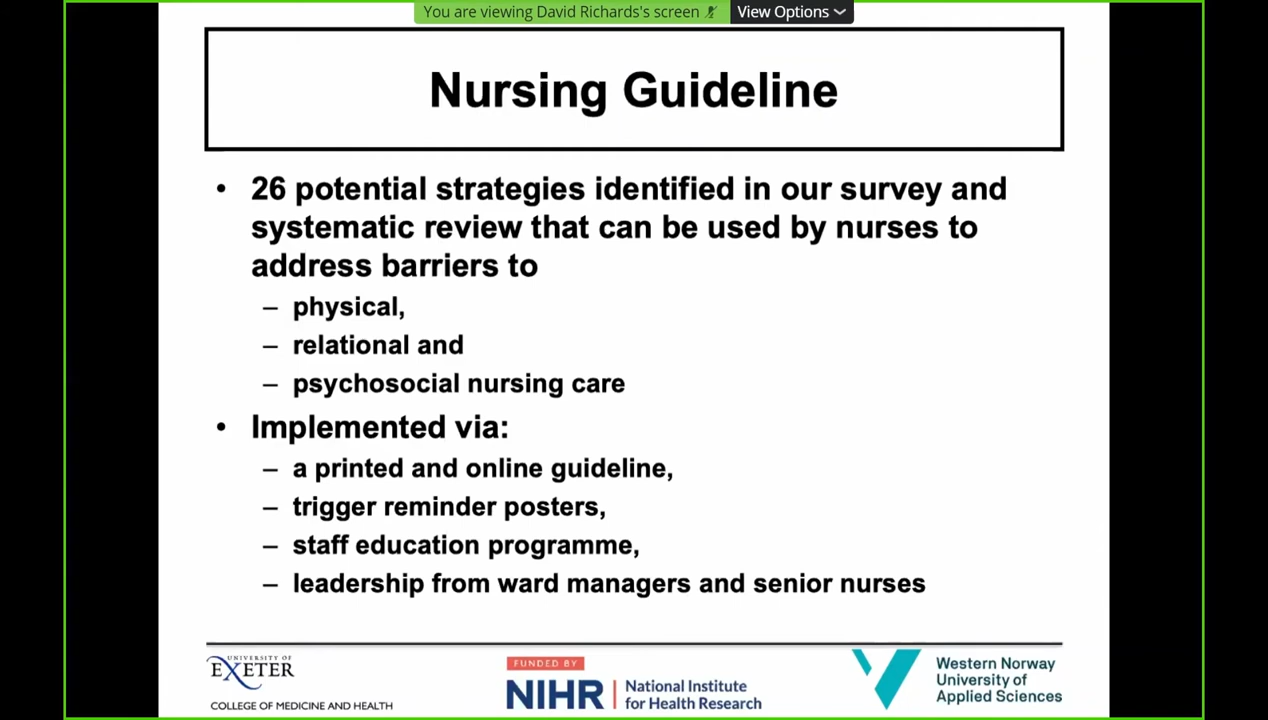 You are viewing David Richards's screen View Options
Nursing Guideline
• 26 potential strategies identified in our survey and
systematic review that can be used by nurses to
address barriers to
– physical,
– relational and
– psychosocial nursing care
• Implemented via:
– a printed and online guideline,
– trigger reminder posters,
– staff education programme,
– leadership from ward managers and senior nurses
UNIVERSITY OF
EXETER
COLLEGE OF MEDICINE AND HEALTH
FUNDED BY
NIHR | National Institute
for Health Research
Western Norway
University of
Applied Sciences